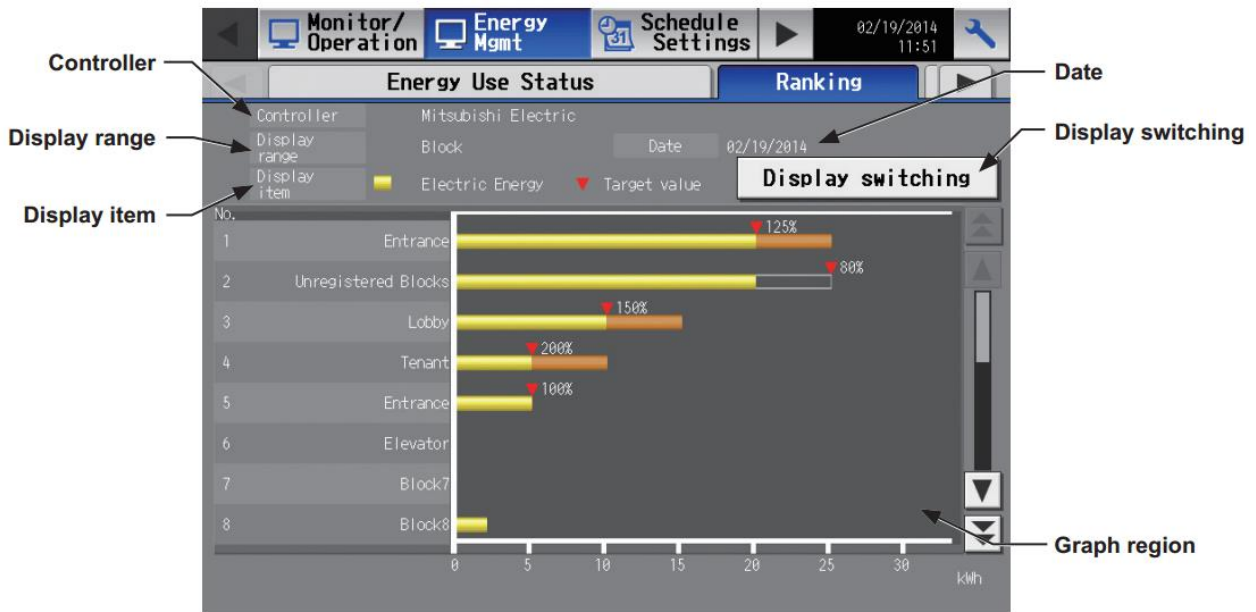 Monitor/
Operation
Energy
Mgmt
31
Schedule
Settings
02/19/2014
11:51
Controller
Energy Use Status
Ranking
Date
Controller
Mitsubishi Electric
Display range
Display
range
Block
Date
02/19/2014
Display switching
Display item
Display
item
Electric Energy
Target value
Display switching
No.
1 Entrance 125%
2 Unregistered Blocks 80%
3 Lobby 150%
4 Tenant 200%
5 Entrance 100%
6 Elevator
7 Block7
8 Block8
Graph region
0 5 10 15 20 25 30
kWh